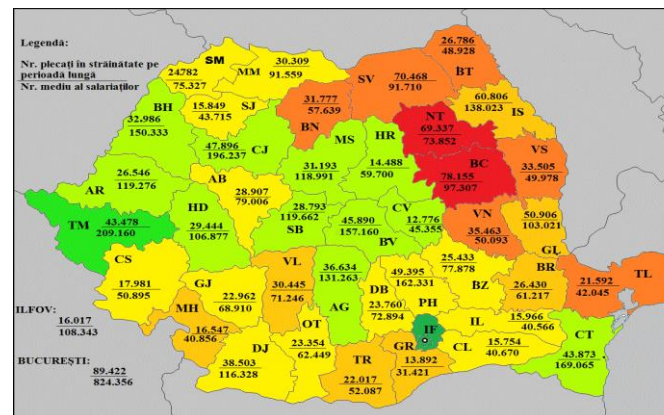 Legendă:
Nr. plecați în străinătate pe
perioadă lungă
Nr. mediu al salariaților
SM
24782
75.327
MM
30.309
91.559
SV
70.468
91.710
26.786
48.928
BT
60.806
138.023
IS
BH
32.986
150.333
15.849
43.715
SJ
31.777
57.639
BN
NT
69.337
73.852
47.896
196.237
CJ
MS
31.193
118.991
HR
14.488
59.700
BC
78.155
97.307
VS
33.505
49.978
26.546
119.276
AR
AB
28.907
79.006
TM
43.478
209.160
HD
29.444
106.877
28.793
119.662
SB
45.890
157.160
BV
CV
12.776
45.355
VN
35.463
50.093
50.906
103.021
GL
CS
17.981
50.895
GJ
22.962
68.910
VL
30.445
71.246
36.634
131.263
AG
DB
23.760
72.894
49.395
162.331
PH
25.433
77.878
BZ
BR
26.430
61.217
TL
21.592
42.045
ILFOV:
16.017
108.343
MH
16.547
40.856
OT
23.354
62.449
IF
IL
15.966
40.566
CT
43.873
169.065
BUCUREȘTI:
89.422
824.356
DJ
38.503
116.328
TR
22.017
52.087
GR
13.892
31.421
CL
15.754
40.670